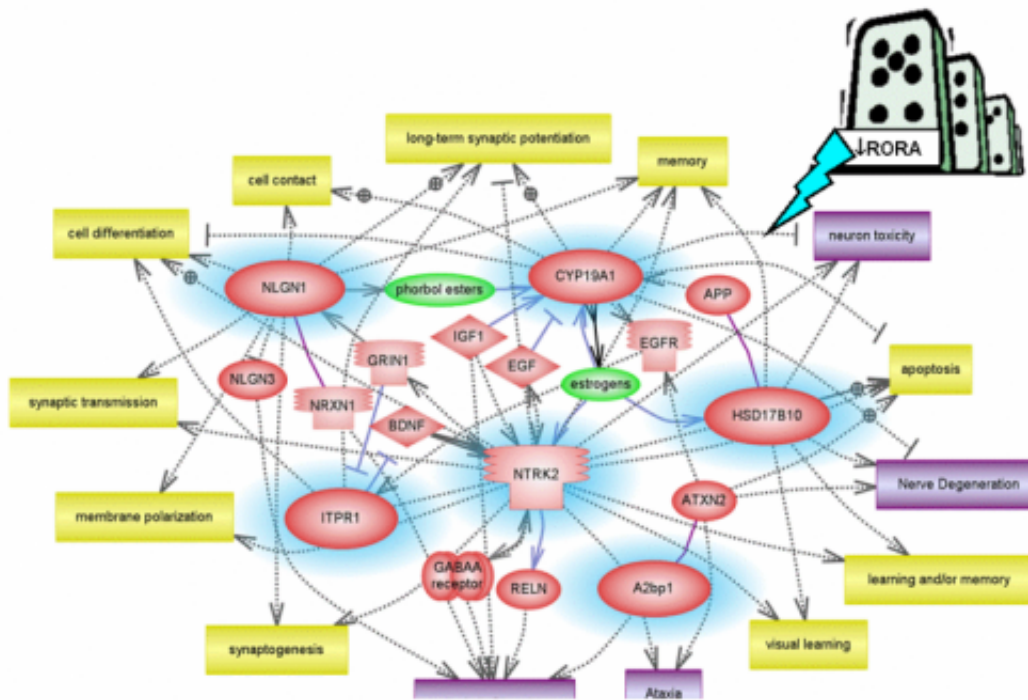 ↓RORA
long-term synaptic potentiation
memory
cell contact
cell differentiation
neuron toxicity
NLGN1
phorbol esters
CYP19A1
APP
IGF1
EGFR
GRIN1
EGF
NLGN3
estrogens
apoptosis
NRXN1
synaptic transmission
BDNF
HSD17B10
NTRK2
Nerve Degeneration
ATXN2
membrane polarization
ITPR1
GABAA
receptor
RELN
A2bp1
learning and/or memory
synaptogenesis
visual learning
Ataxia